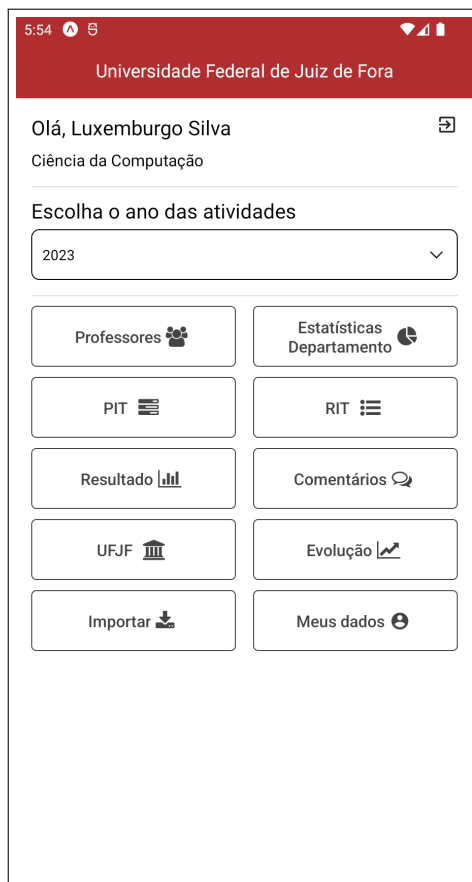 5:54
Universidade Federal de Juiz de Fora
Olá, Luxemburgo Silva
Ciência da Computação
Escolha o ano das atividades
2023
Professores
Estatísticas
Departamento
PIT
RIT
Resultado
Comentários
UFJF
Evolução
Importar
Meus dados